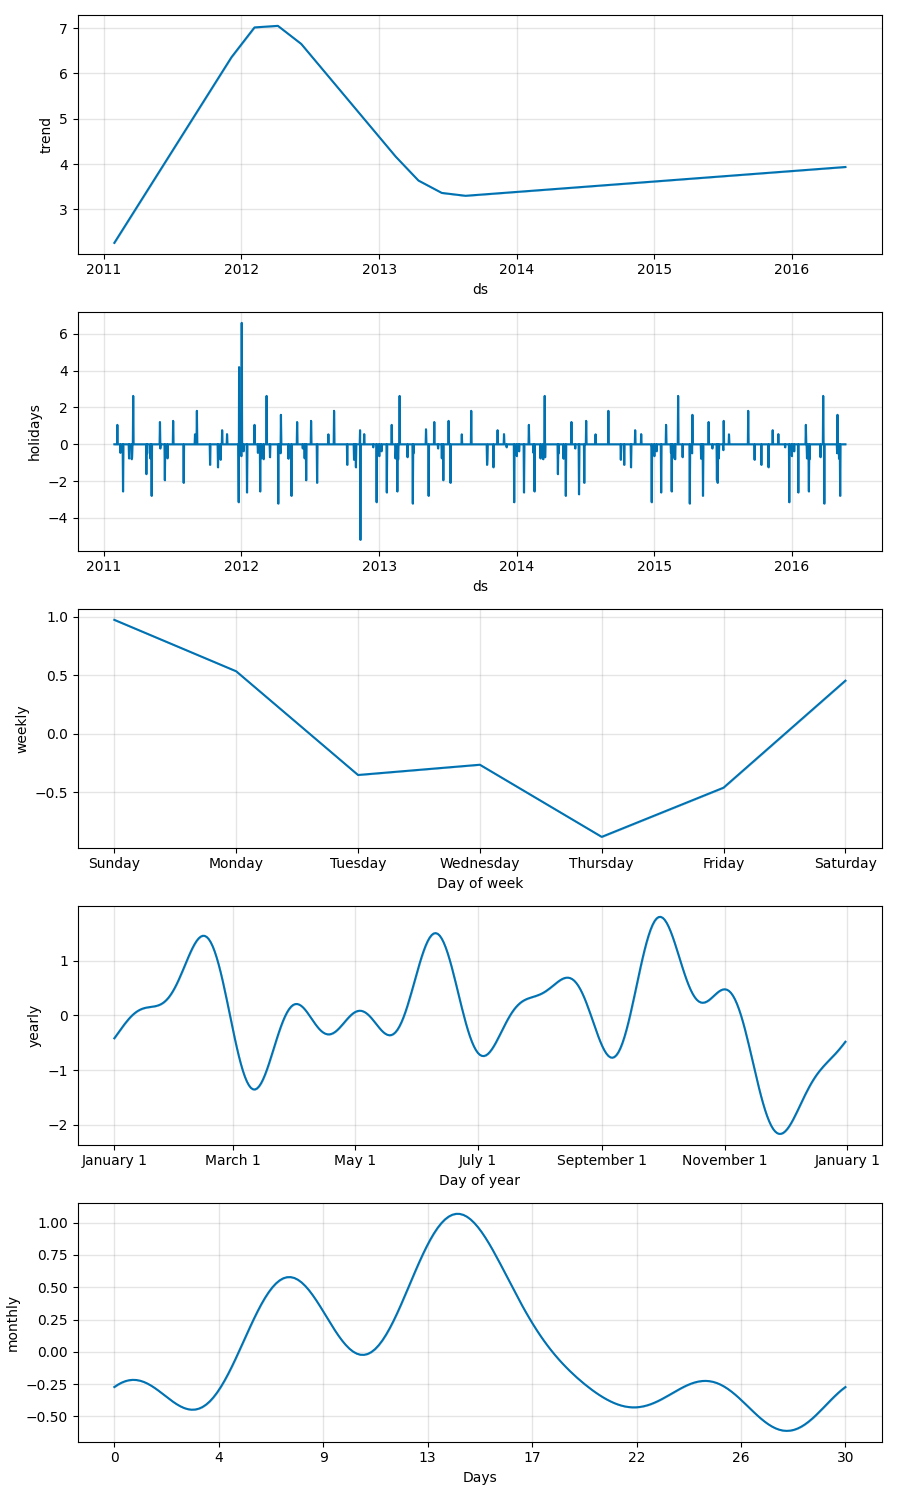 7
6
5
4
3
trend
2011 2012 2013 2014 2015 2016
ds
6
4
2
0
−2
−4
holidays
2011 2012 2013 2014 2015 2016
ds
1.0
0.5
0.0
−0.5
weekly
Sunday Monday Tuesday Wednesday Thursday Friday Saturday
Day of week
1
0
−1
−2
yearly
January 1 March 1 May 1 July 1 September 1 November 1 January 1
Day of year
1.00
0.75
0.50
0.25
0.00
−0.25
−0.50
monthly
0 4 9 13 17 22 26 30
Days